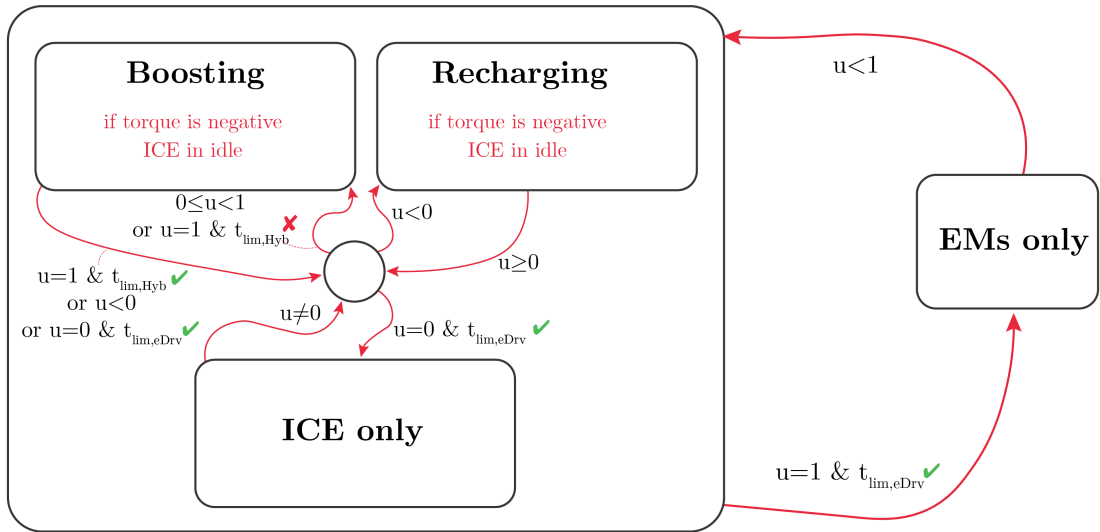 Boosting
if torque is negative
ICE in idle
Recharging
if torque is negative
ICE in idle
u<1
EMs only
0≤u<1
or u=1 & t_lim,Hyb ✘
u<0
u≥0
u=1 & t_lim,Hyb ✔
or u<0
or u=0 & t_lim,eDrv ✔
u≠0
u=0 & t_lim,eDrv ✔
ICE only
u=1 & t_lim,eDrv ✔